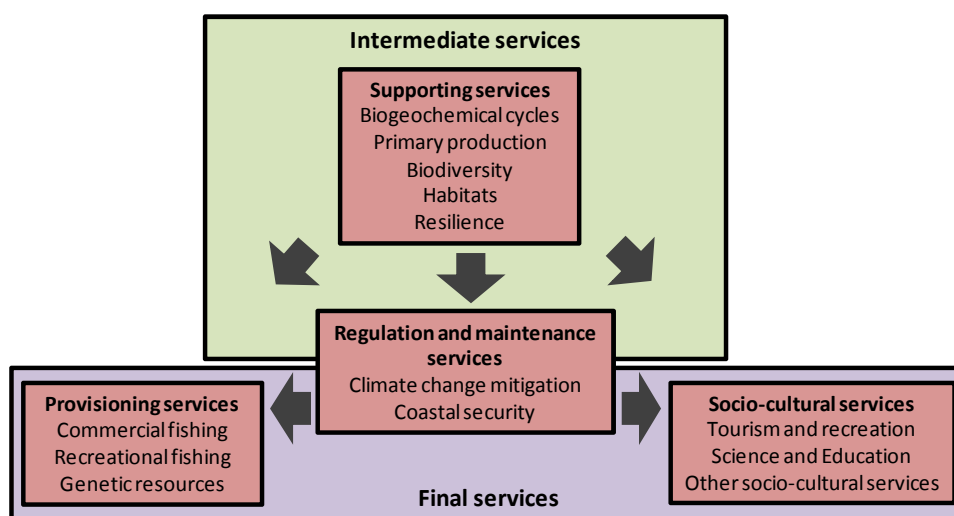 Intermediate services
Supporting services
Biogeochemical cycles
Primary production
Biodiversity
Habitats
Resilience
Regulation and maintenance
services
Climate change mitigation
Coastal security
Provisioning services
Commercial fishing
Recreational fishing
Genetic resources
Socio-cultural services
Tourism and recreation
Science and Education
Other socio-cultural services
Final services